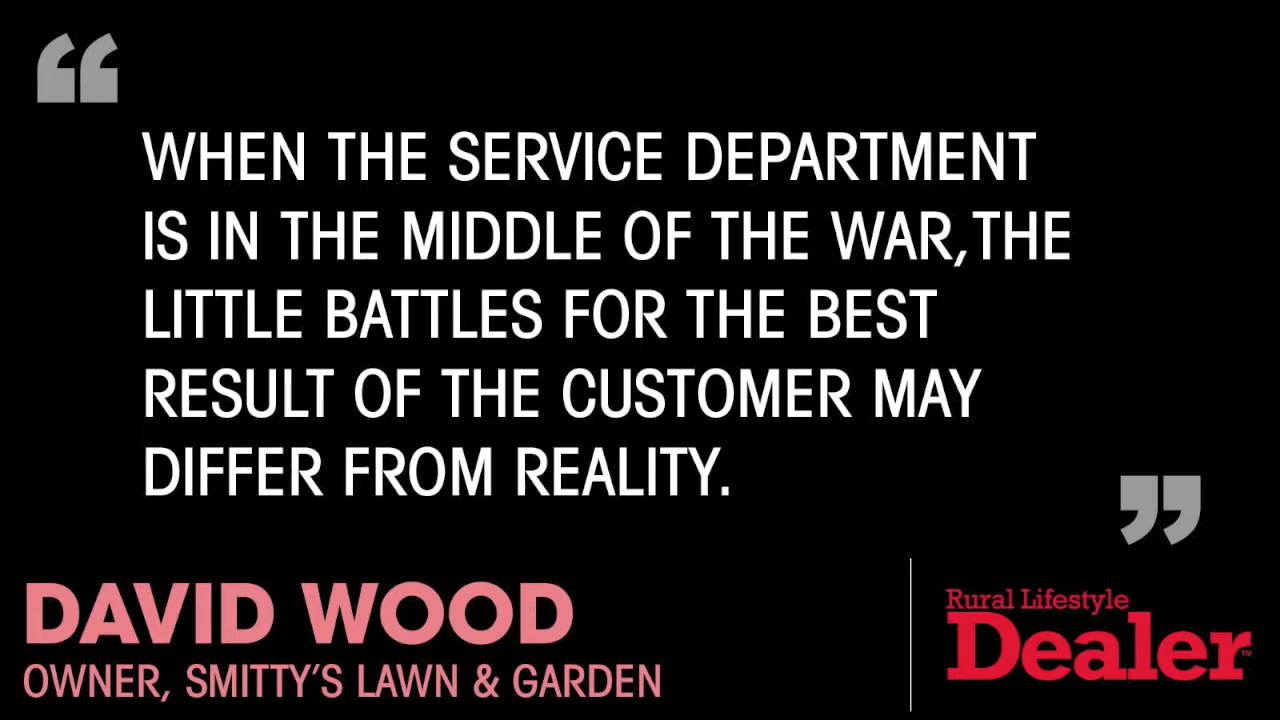 “
WHEN THE SERVICE DEPARTMENT
IS IN THE MIDDLE OF THE WAR,THE
LITTLE BATTLES FOR THE BEST
RESULT OF THE CUSTOMER MAY
DIFFER FROM REALITY.
”
DAVID WOOD
OWNER, SMITTY’S LAWN & GARDEN
Rural Lifestyle
Dealer™